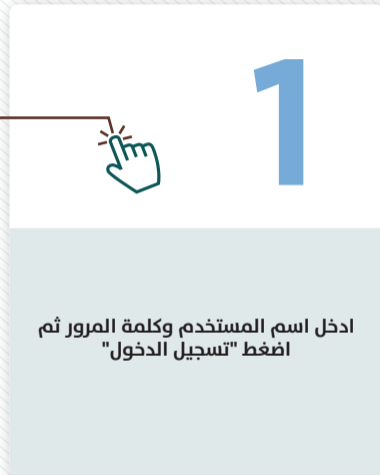 1
ادخل اسم المستخدم وكلمة المرور ثم
اضغط "تسجيل الدخول"